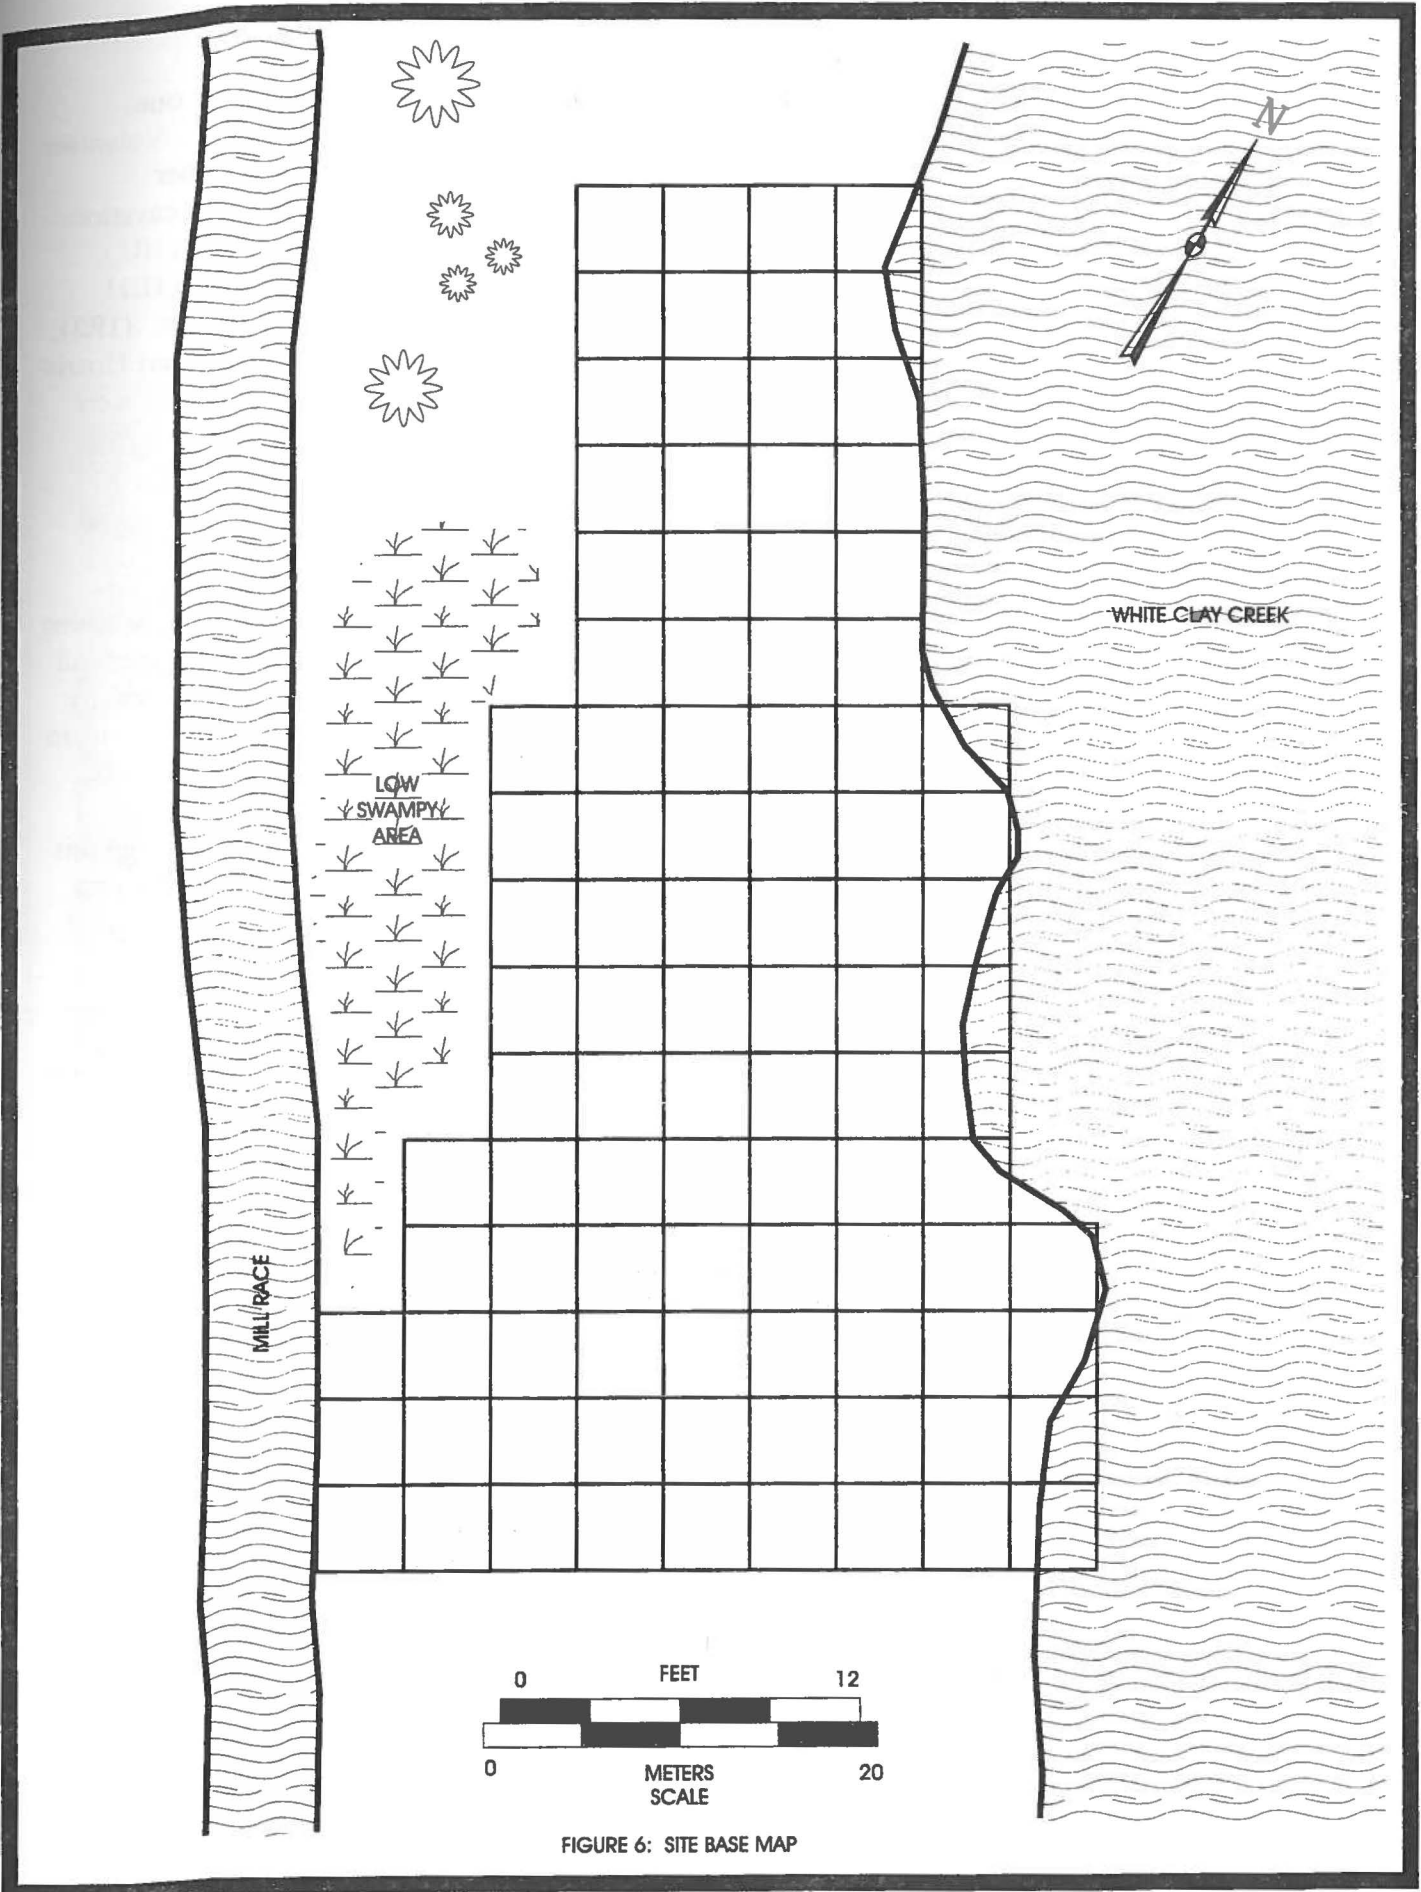 N
WHITE CLAY CREEK
LOW
SWAMPY
AREA
MILL RACE
0 FEET 12
0 METERS 20
SCALE
FIGURE 6: SITE BASE MAP